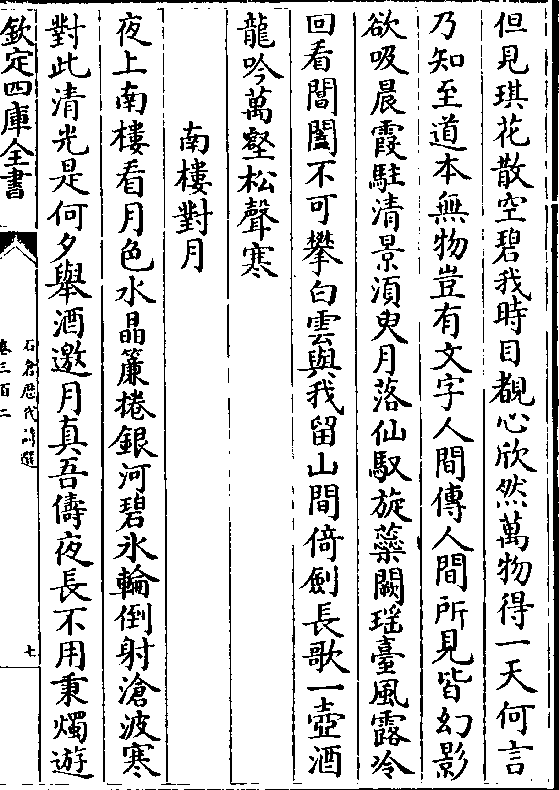 但見琪花散空碧我時目覩心欣然萬物得一天何言
乃知至道本無物豈有文字人間傳人間所見皆幻影
欲吸晨霞駐清景須臾月落仙馭旋蘂闕瑶臺風露冷
回看閶闔不可攀白雲與我留山間倚劍長歌一壺酒
龍吟萬壑松聲寒
南樓對月
夜上南樓看月色水晶簾捲銀河碧氷輪倒射滄波寒
對此清光是何夕舉酒邀月真吾儔夜長不用秉燭遊
欽定四庫全書
石倉歴代詩選
卷三百二
七